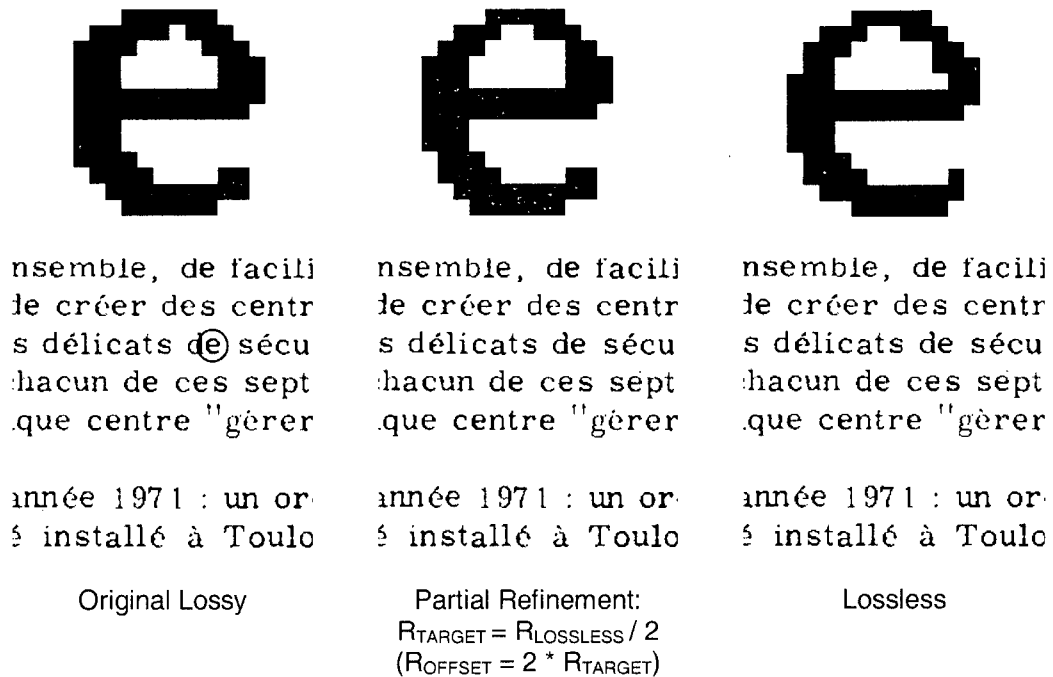 e
nsemble, de facili
de créer des centr
s délicats de sécu
hacun de ces sept
que centre "gérer
année 1971 : un or
é installé à Toulo
Original Lossy
e
nsemble, de facili
de créer des centr
s délicats de sécu
hacun de ces sept
que centre "gérer
année 1971 : un or
é installé à Toulo
Partial Refinement:
RTARGET = RLOSSLESS / 2
(ROFFSET = 2 * RTARGET)
e
nsemble, de facili
de créer des centr
s délicats de sécu
hacun de ces sept
que centre "gérer
année 1971 : un or
é installé à Toulo
Lossless